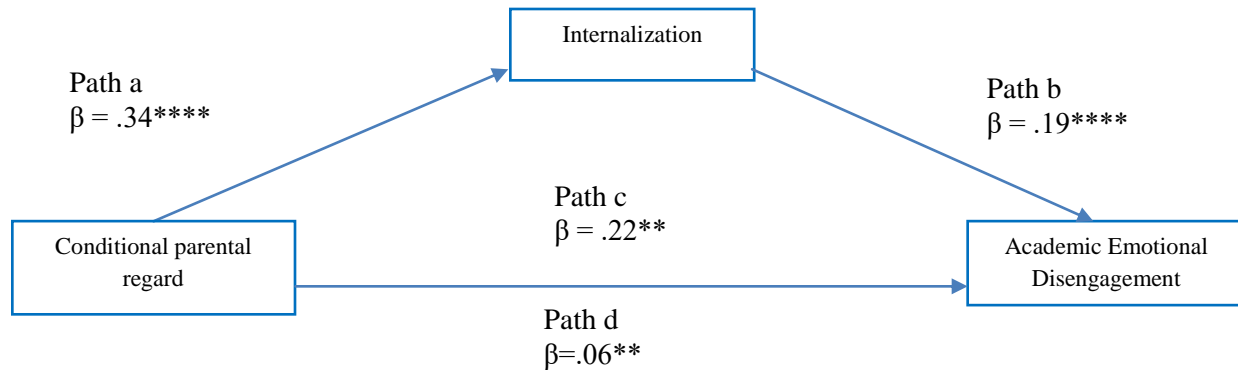 Internalization
Path a
β = .34****
Path b
β = .19****
Path c
β = .22**
Conditional parental
regard
Academic Emotional
Disengagement
Path d
β=.06**